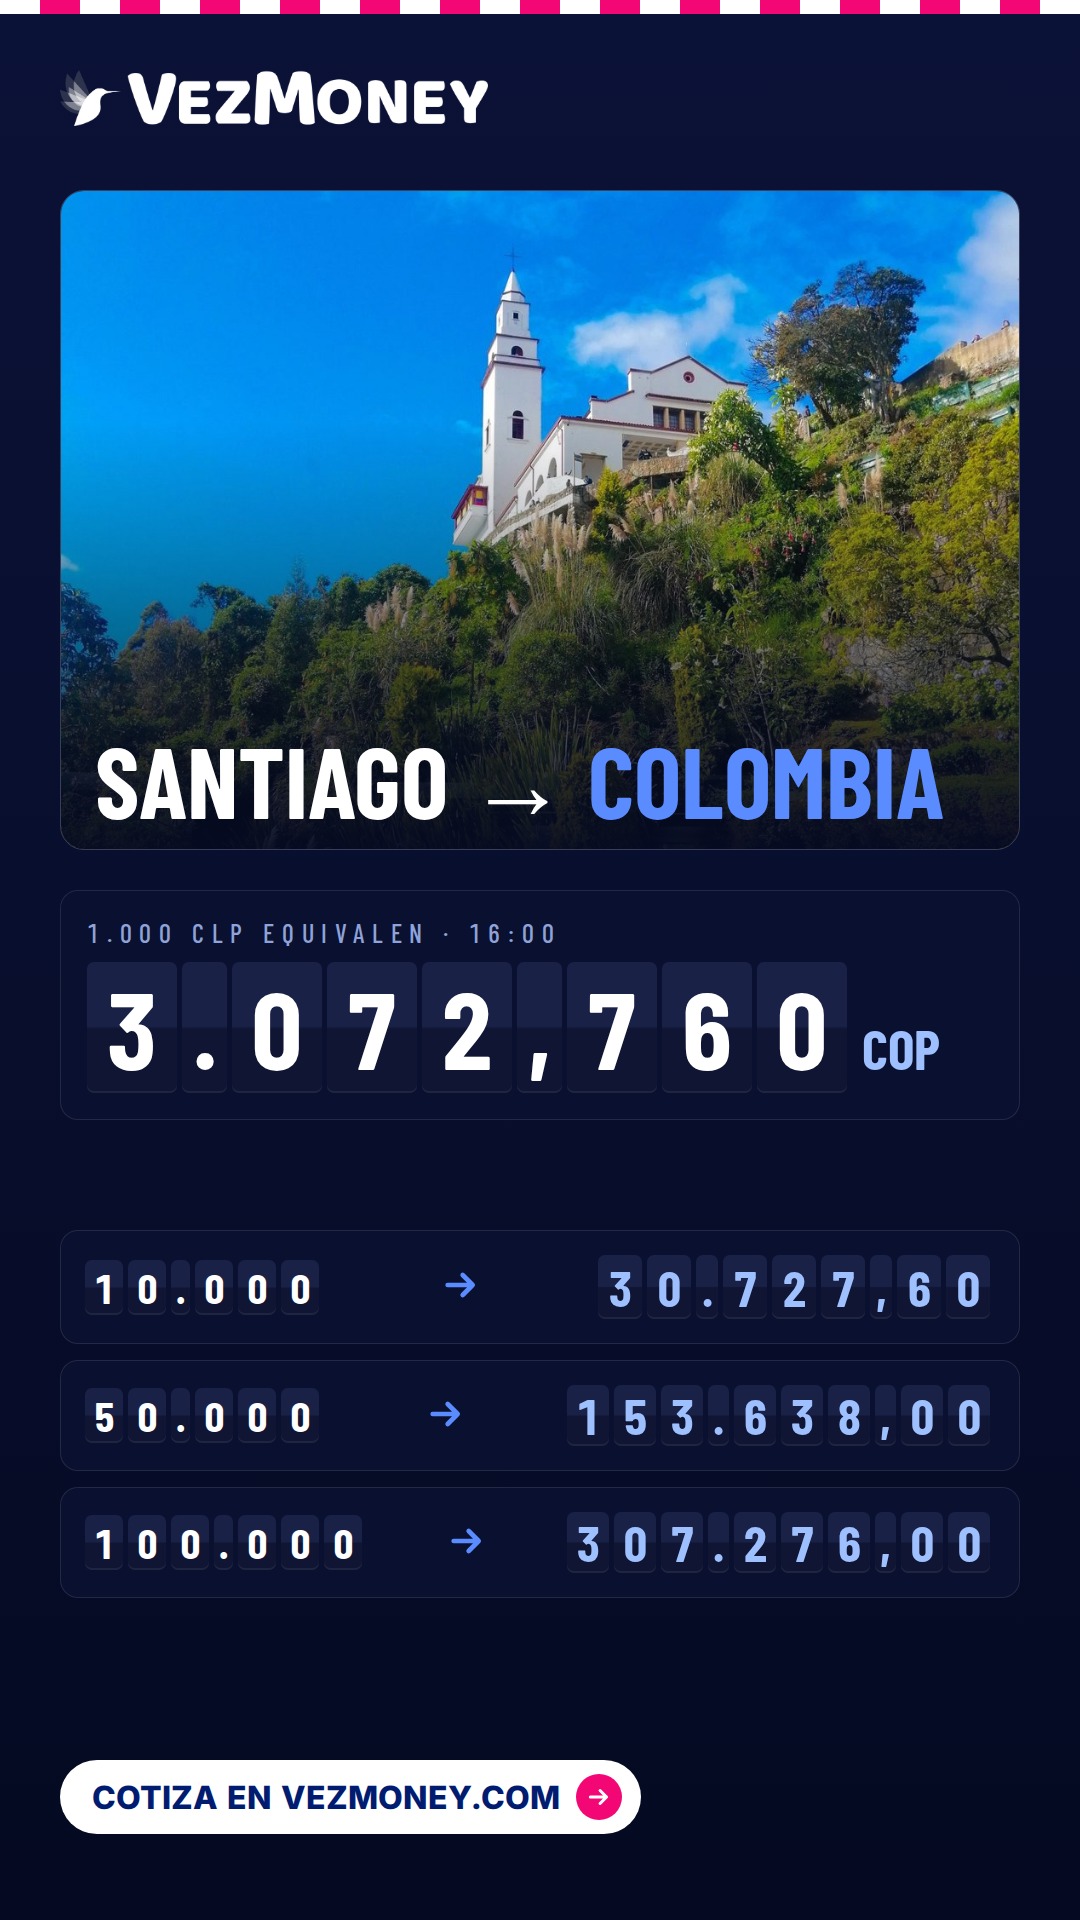 VEZMONEY
SANTIAGO → COLOMBIA
1.000 CLP EQUIVALEN · 16:00
3.072,760 COP
10.000 → 30.727,60
50.000 → 153.638,00
100.000 → 307.276,00
COTIZA EN VEZMONEY.COM →